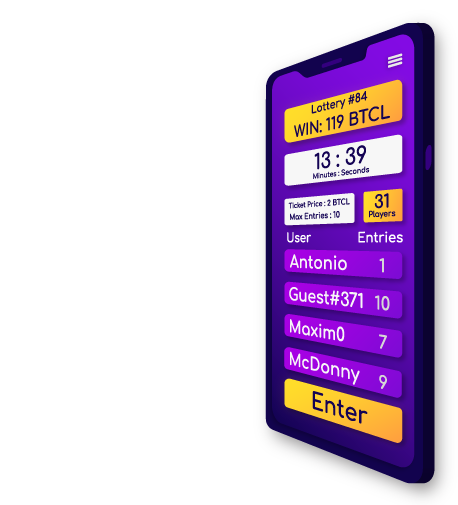 Lottery #84
WIN: 119 BTCL
13 : 39
Minutes : Seconds
Ticket Price : 2 BTCL
Max Entries : 10
31
Players
User Entries
Antonio 1
Guest#371 10
Maxim0 7
McDonny 9
Enter